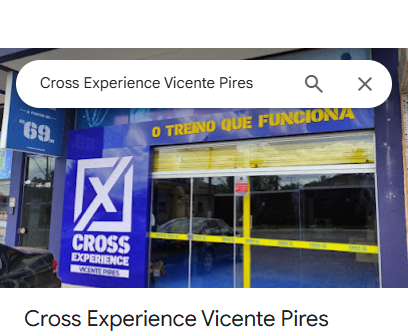 Cross Experience Vicente Pires
A PARTIR DE
69
O TREINO QUE FUNCIONA
X
CROSS
EXPERIENCE
VICENTE PIRES
Cross Experience Vicente Pires